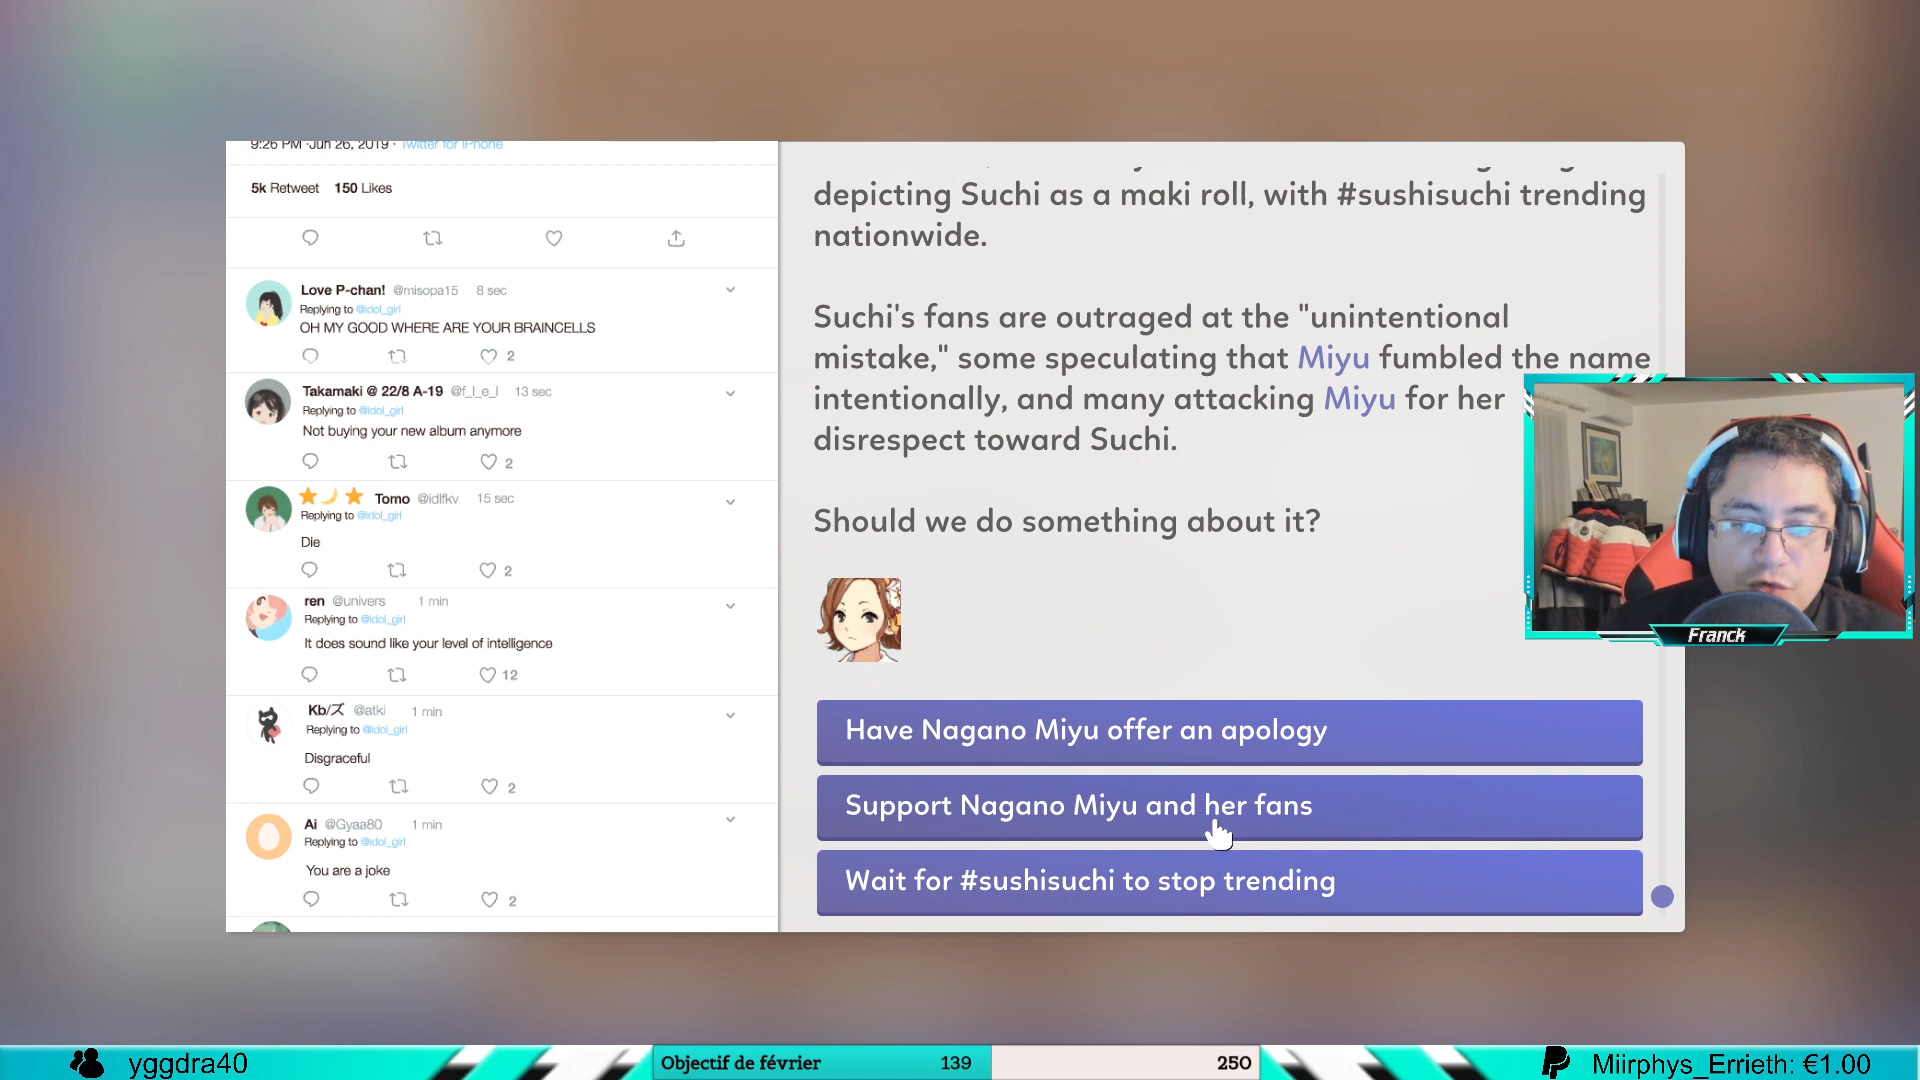 9:26 PM ·Jun 26, 2019 · Twitter for iPhone
5k Retweet 150 Likes
Love P-chan! @misopa15 8 sec
Replying to @idol_girl
OH MY GOOD WHERE ARE YOUR BRAINCELLS
2
Takamaki @ 22/8 A-19 @f_l_e_l 13 sec
Replying to @idol_girl
Not buying your new album anymore
2
Tomo @idlfkv 15 sec
Replying to @idol_girl
Die
2
ren @univers 1 min
Replying to @idol_girl
It does sound like your level of intelligence
12
Kb/ズ @atki 1 min
Replying to @idol_girl
Disgraceful
2
Ai @Gyaa80 1 min
Replying to @idol_girl
You are a joke
2
depicting Suchi as a maki roll, with #sushisuchi trending
nationwide.
Suchi's fans are outraged at the "unintentional
mistake," some speculating that Miyu fumbled the name
intentionally, and many attacking Miyu for her
disrespect toward Suchi.
Should we do something about it?
Have Nagano Miyu offer an apology
Support Nagano Miyu and her fans
Wait for #sushisuchi to stop trending
Franck
yggdra40
Objectif de février 139 250
Miirphys_Errieth: €1.00